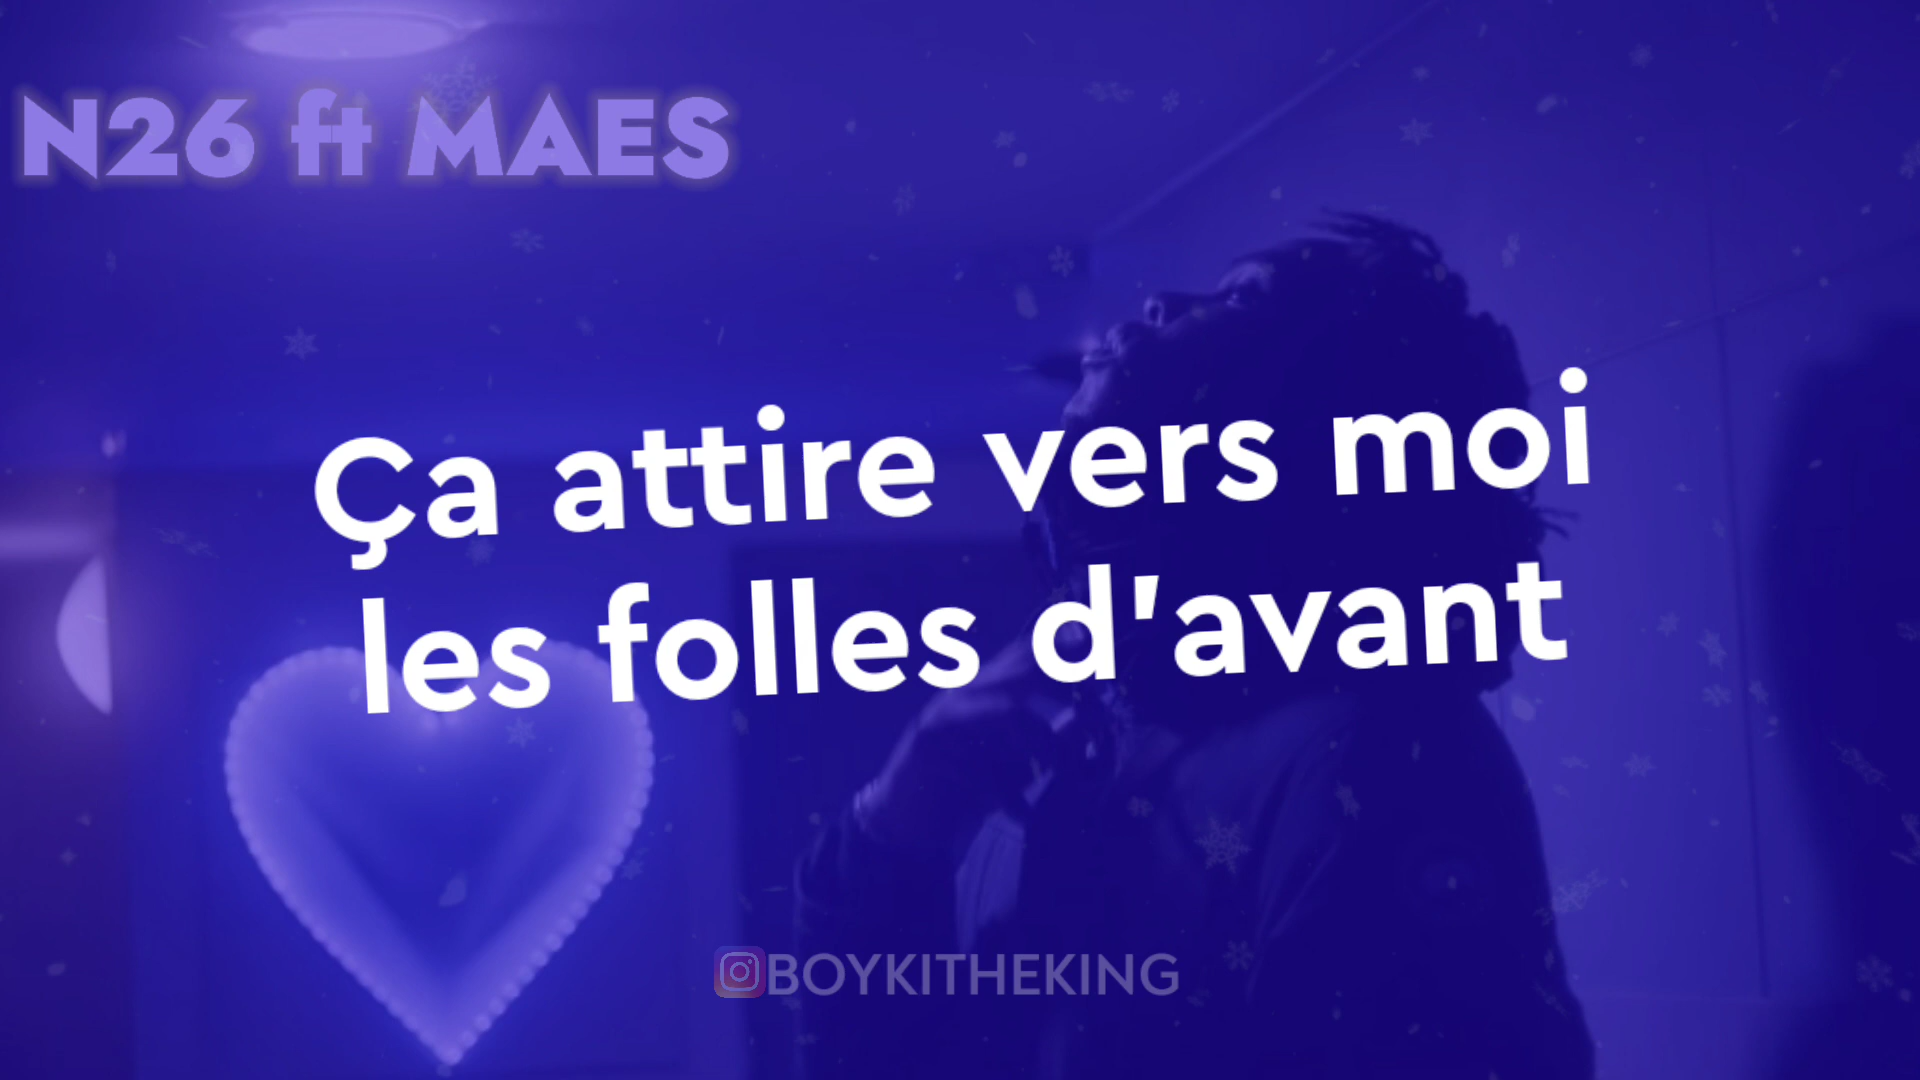 N26 ft MAES
Ça attire vers moi
les folles d'avant
BOYKITHEKING